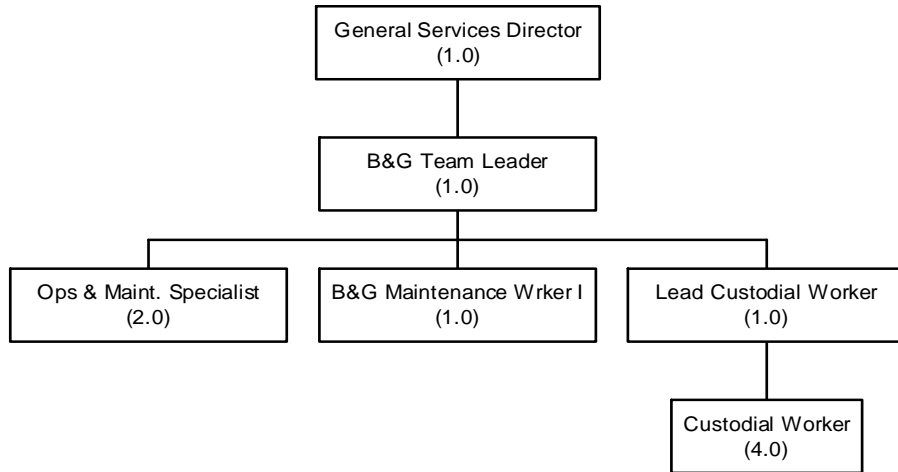 General Services Director
(1.0)
B&G Team Leader
(1.0)
Ops & Maint. Specialist
(2.0)
B&G Maintenance Wrker I
(1.0)
Lead Custodial Worker
(1.0)
Custodial Worker
(4.0)